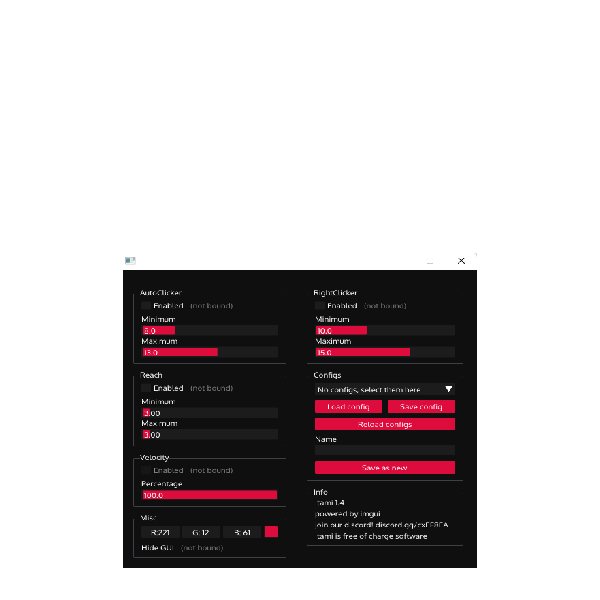 AutoClicker
Enabled (not bound)
Minimum
Maximum
13.0
Reach
Enabled (not bound)
Minimum
3.00
Maximum
3.00
Velocity
Enabled (not bound)
Percentage
100.0
Misc
R:221 G: 12 B: 61
Hide GUI (not bound)
RightClicker
Enabled (not bound)
Minimum
10.0
Maximum
15.0
Configs
No configs, select them here
Load config Save config
Reload configs
Name
Save as new
Info
tami 1.4
powered by imgui
join our discord! discord.gg/
tami is free of charge software